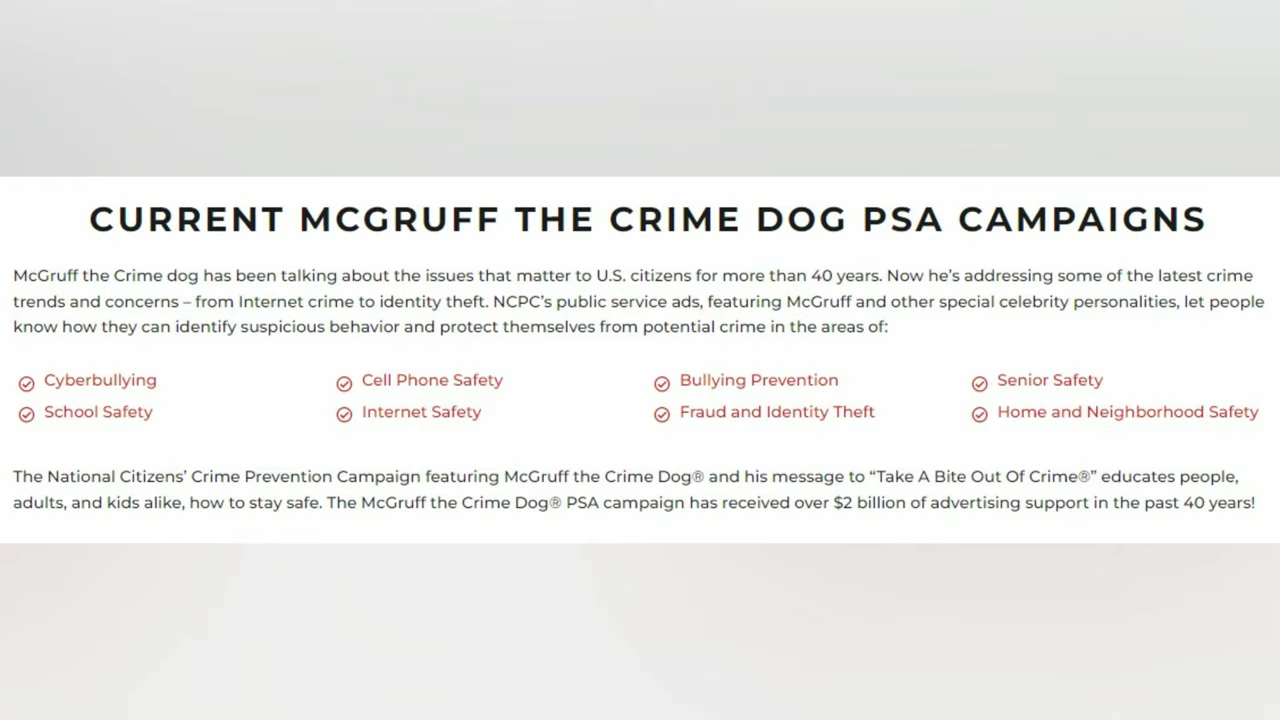 CURRENT MCGRUFF THE CRIME DOG PSA CAMPAIGNS
McGruff the Crime dog has been talking about the issues that matter to U.S. citizens for more than 40 years. Now he's addressing some of the latest crime
trends and concerns – from Internet crime to identity theft. NCPC's public service ads, featuring McGruff and other special celebrity personalities, let people
know how they can identify suspicious behavior and protect themselves from potential crime in the areas of:
Cyberbullying Cell Phone Safety Bullying Prevention Senior Safety
School Safety Internet Safety Fraud and Identity Theft Home and Neighborhood Safety
The National Citizens' Crime Prevention Campaign featuring McGruff the Crime Dog® and his message to “Take A Bite Out Of Crime®” educates people,
adults, and kids alike, how to stay safe. The McGruff the Crime Dog® PSA campaign has received over $2 billion of advertising support in the past 40 years!